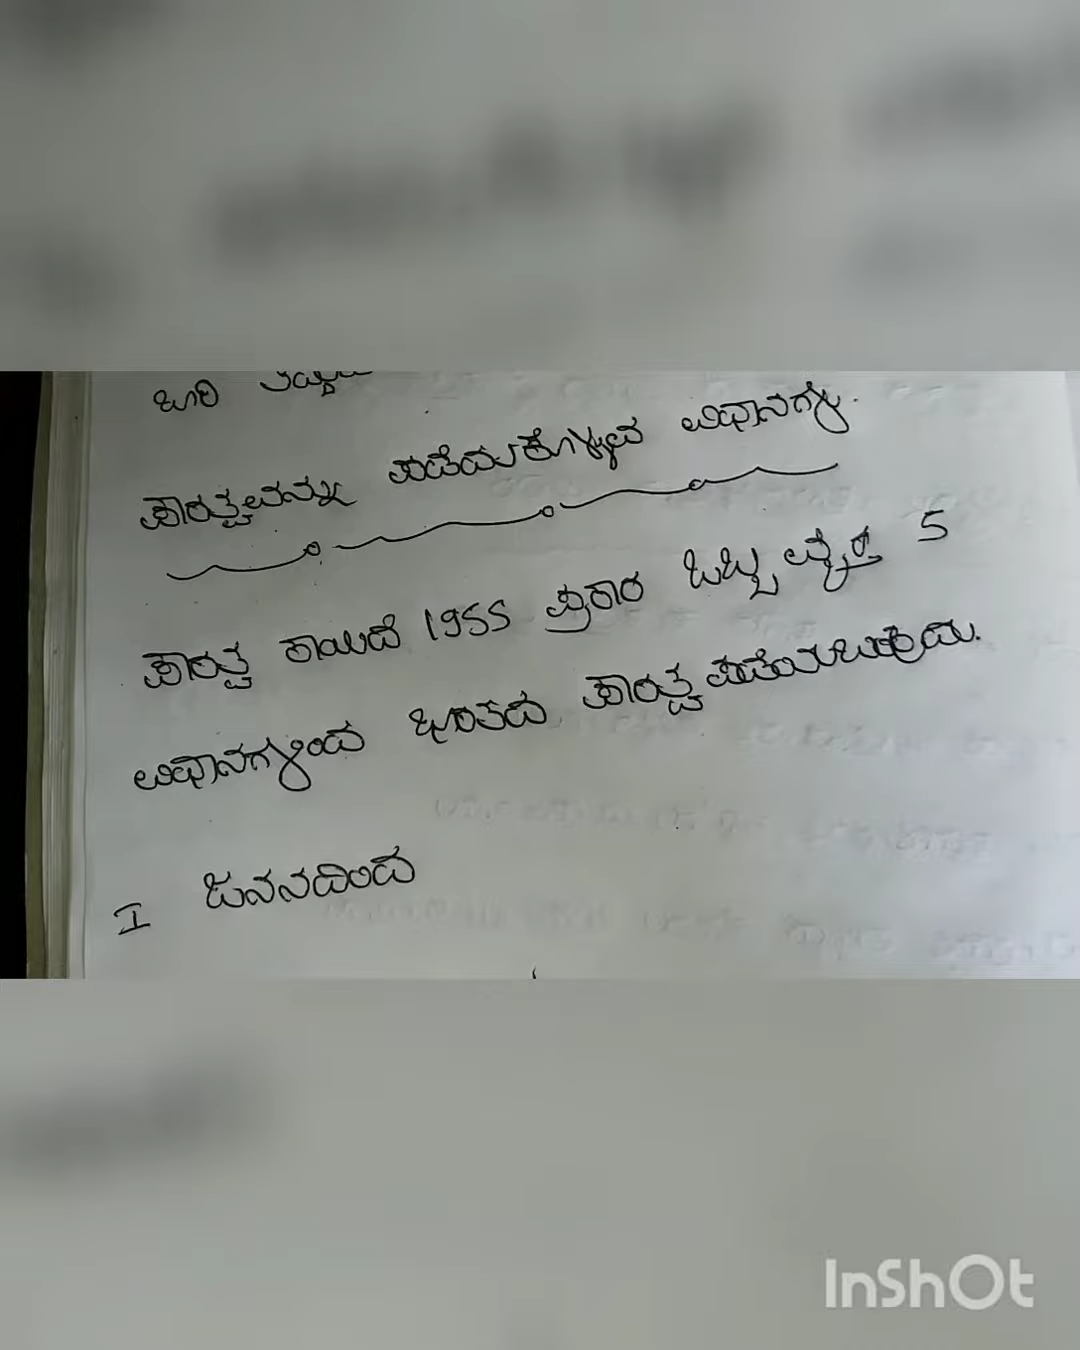 ಪೌರತ್ವವನ್ನು ಪಡೆದುಕೊಳ್ಳುವ ವಿಧಾನಗಳು.
ಪೌರತ್ವ ಕಾಯಿದೆ 1955 ಪ್ರಕಾರ ಒಬ್ಬ ವ್ಯಕ್ತಿ 5
ವಿಧಾನಗಳಿಂದ ಭಾರತದ ಪೌರತ್ವ ಪಡೆಯಬಹುದು.
I ಜನನದಿಂದ
InShOt